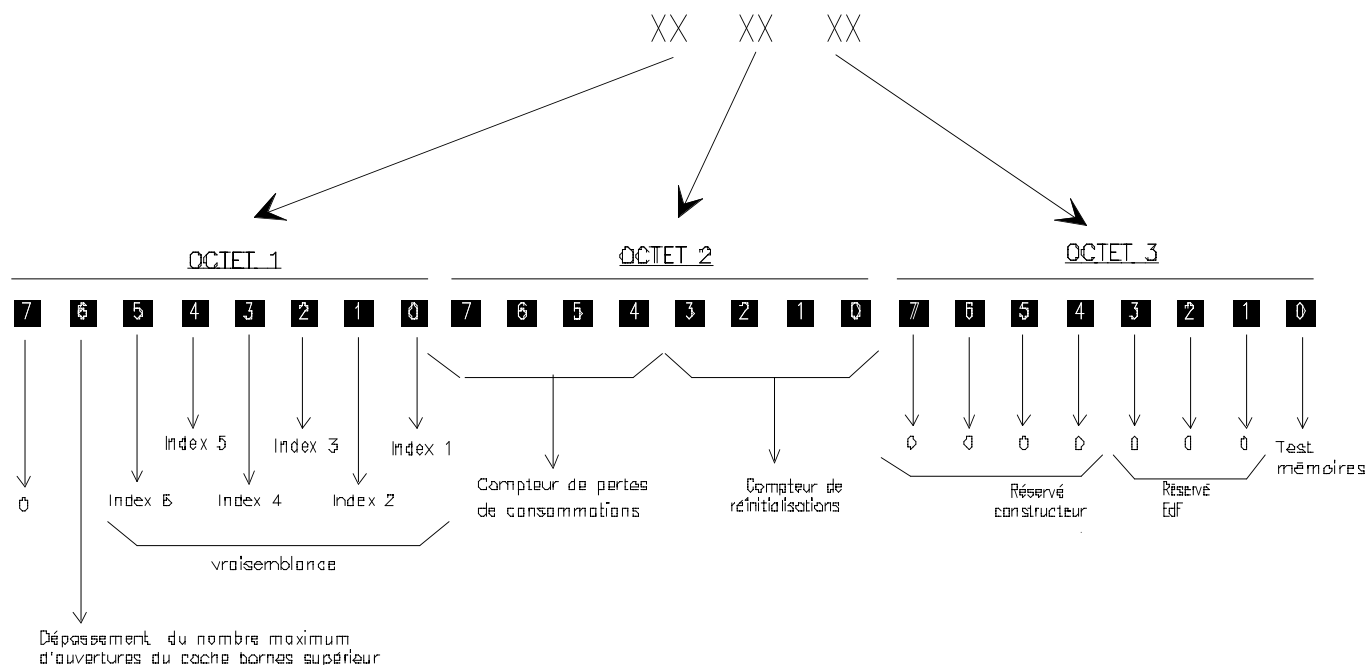 XX XX XX
OCTET 1 OCTET 2 OCTET 3
7 6 5 4 3 2 1 0 7 6 5 4 3 2 1 0 7 6 5 4 3 2 1 0
Index 5 Index 3 Index 1
0 0 0 0 0 0 0
Test
mémoires
0
Index 6 Index 4 Index 2
Compteur de pertes
de consommations
Compteur de
réinitialisations
Réservé
constructeur
Réservé
EdF
vraisemblance
Dépassement du nombre maximum
d'ouvertures du cache bornes supérieur